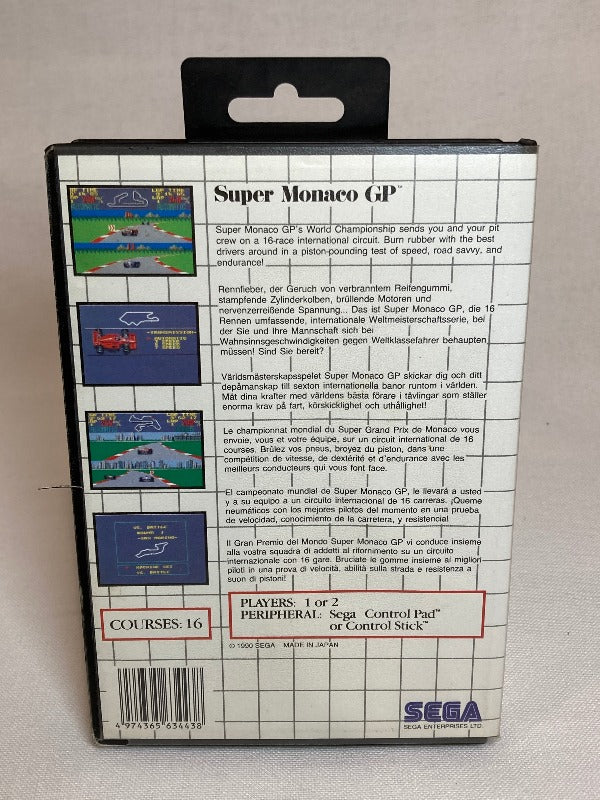 Super Monaco GP™
Super Monaco GP's World Championship sends you and your pit
crew on a 16-race international circuit. Burn rubber with the best
drivers around in a piston-pounding test of speed, road savvy, and
endurance!
Rennfieber, der Geruch von verbranntem Reifengummi,
stampfende Zylinderkolben, brüllende Motoren und
nervenzerreißende Spannung... Das ist Super Monaco GP, die 16
Rennen umfassende, internationale Weltmeisterschaftsserie, bei
der Sie und Ihre Mannschaft sich bei
Wahnsinnsgeschwindigkeiten gegen Weltklassefahrer behaupten
müssen! Sind Sie bereit?
Världsmästerskapsspelet Super Monaco GP skickar dig och ditt
depåmanskap till sexton internationella banor runtom i världen.
Mät dina krafter med världens bästa förare i tävlingar som ställer
enorma krav på fart, körskicklighet och uthållighet!
Le championnat mondial du Super Grand Prix de Monaco vous
envoie, vous et votre équipe, sur un circuit international de 16
courses. Brûlez vos pneus, broyez du piston, dans une
compétition de vitesse, de dextérité et d'endurance avec les
meilleurs conducteurs qui vous font face.
El campeonato mundial de Super Monaco GP, le llevará a usted
y a su equipo a un circuito internacional de 16 carreras. ¡Queme
neumáticos con los mejores pilotos del momento en una prueba
de velocidad, conocimiento de la carretera, y resistencia!
Il Gran Premio del Mondo Super Monaco GP vi conduce insieme
alla vostra squadra di addetti al rifornimento su un circuito
internazionale con 16 gare. Bruciate le gomme insieme ai migliori
piloti in una prova di velocità, abilità sulla strada e resistenza a
suon di pistoni!
COURSES: 16
PLAYERS: 1 or 2
PERIPHERAL: Sega Control Pad™
or Control Stick™
© 1990 SEGA MADE IN JAPAN
4 974365 634438
SEGA
SEGA ENTERPRISES LTD.